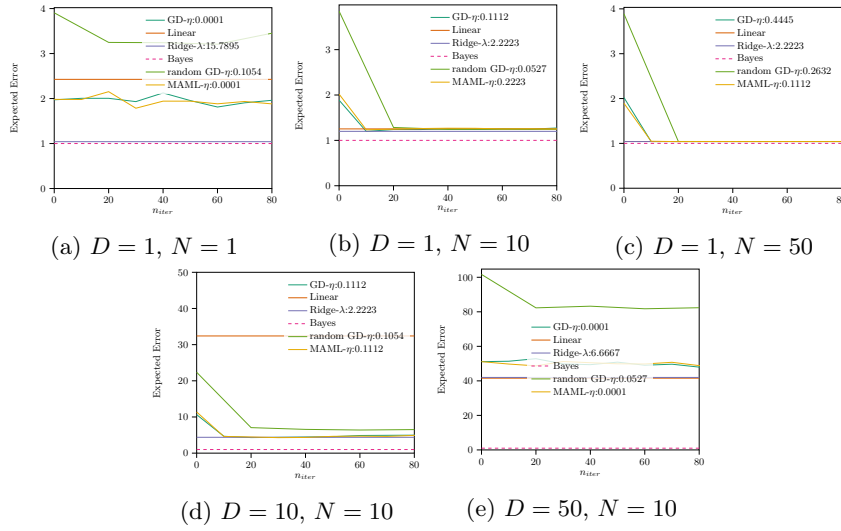 4
3
2
1
0
Expected Error
GD-η:0.0001
Linear
Ridge-λ:15.7895
Bayes
random GD-η:0.1054
MAML-η:0.0001
0 20 40 60 80
n_iter
(a) D = 1, N = 1
3
2
1
0
Expected Error
GD-η:0.1112
Linear
Ridge-λ:2.2223
Bayes
random GD-η:0.0527
MAML-η:0.2223
0 20 40 60 80
n_iter
(b) D = 1, N = 10
4
3
2
1
0
Expected Error
GD-η:0.4445
Linear
Ridge-λ:2.2223
Bayes
random GD-η:0.2632
MAML-η:0.1112
0 20 40 60 80
n_iter
(c) D = 1, N = 50
50
40
30
20
10
0
Expected Error
GD-η:0.1112
Linear
Ridge-λ:2.2223
Bayes
random GD-η:0.1054
MAML-η:0.1112
0 20 40 60 80
n_iter
(d) D = 10, N = 10
100
80
60
40
20
0
Expected Error
GD-η:0.0001
Linear
Ridge-λ:6.6667
Bayes
random GD-η:0.0527
MAML-η:0.0001
0 20 40 60 80
n_iter
(e) D = 50, N = 10